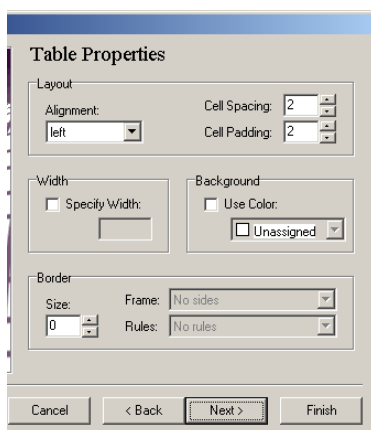 Table Properties
Layout
Alignment:
left
Cell Spacing: 2
Cell Padding: 2
Width
Specify Width:
Background
Use Color:
Unassigned
Border
Size:
0
Frame: No sides
Rules: No rules
Cancel < Back Next > Finish